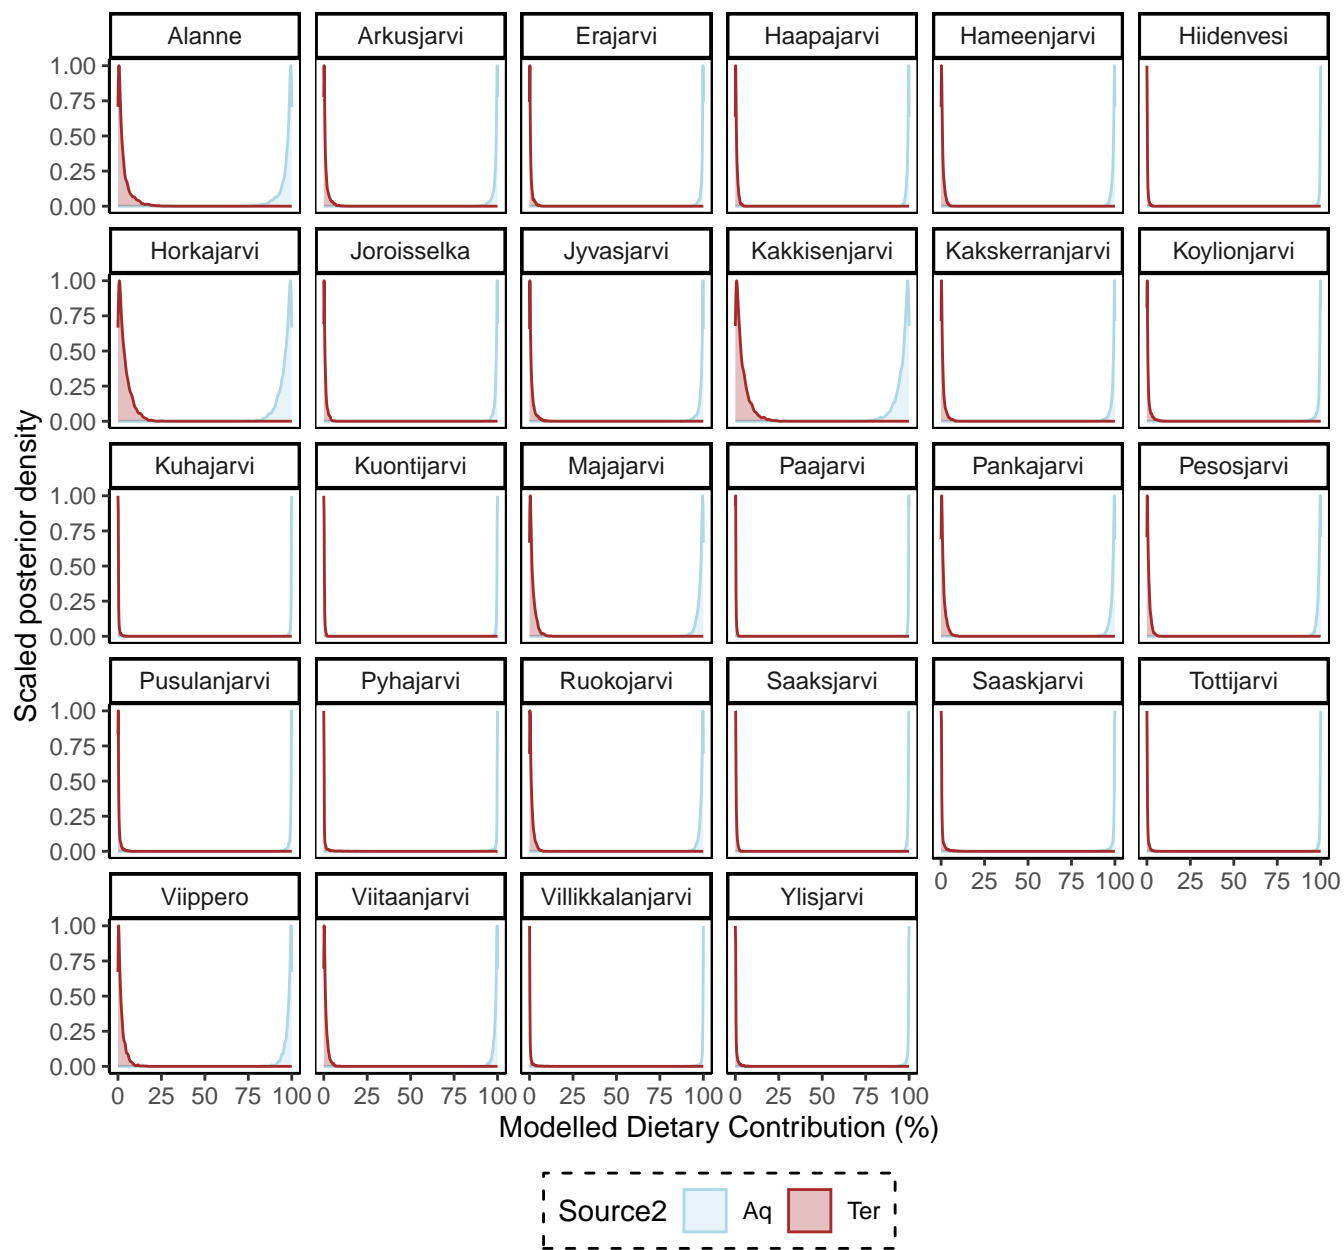 Alanne Arkusjarvi Erajarvi Haapajarvi Hameenjarvi Hiidenvesi
1.00
0.75
0.50
0.25
0.00
Horkajarvi Joroisselka Jyvasjarvi Kakkisenjarvi Kakskerranjarvi Koylionjarvi
1.00
0.75
0.50
0.25
0.00
Kuhajarvi Kuontijarvi Majajarvi Paajarvi Pankajarvi Pesosjarvi
1.00
0.75
0.50
0.25
0.00
Pusulanjarvi Pyhajarvi Ruokojarvi Saaksjarvi Saaskjarvi Tottijarvi
1.00
0.75
0.50
0.25
0.00
0 25 50 75 100 0 25 50 75 100
Viippero Viitaanjarvi Villikkalanjarvi Ylisjarvi
1.00
0.75
0.50
0.25
0.00
0 25 50 75 100 0 25 50 75 100 0 25 50 75 100 0 25 50 75 100
Scaled posterior density
Modelled Dietary Contribution (%)
Source2 Aq Ter